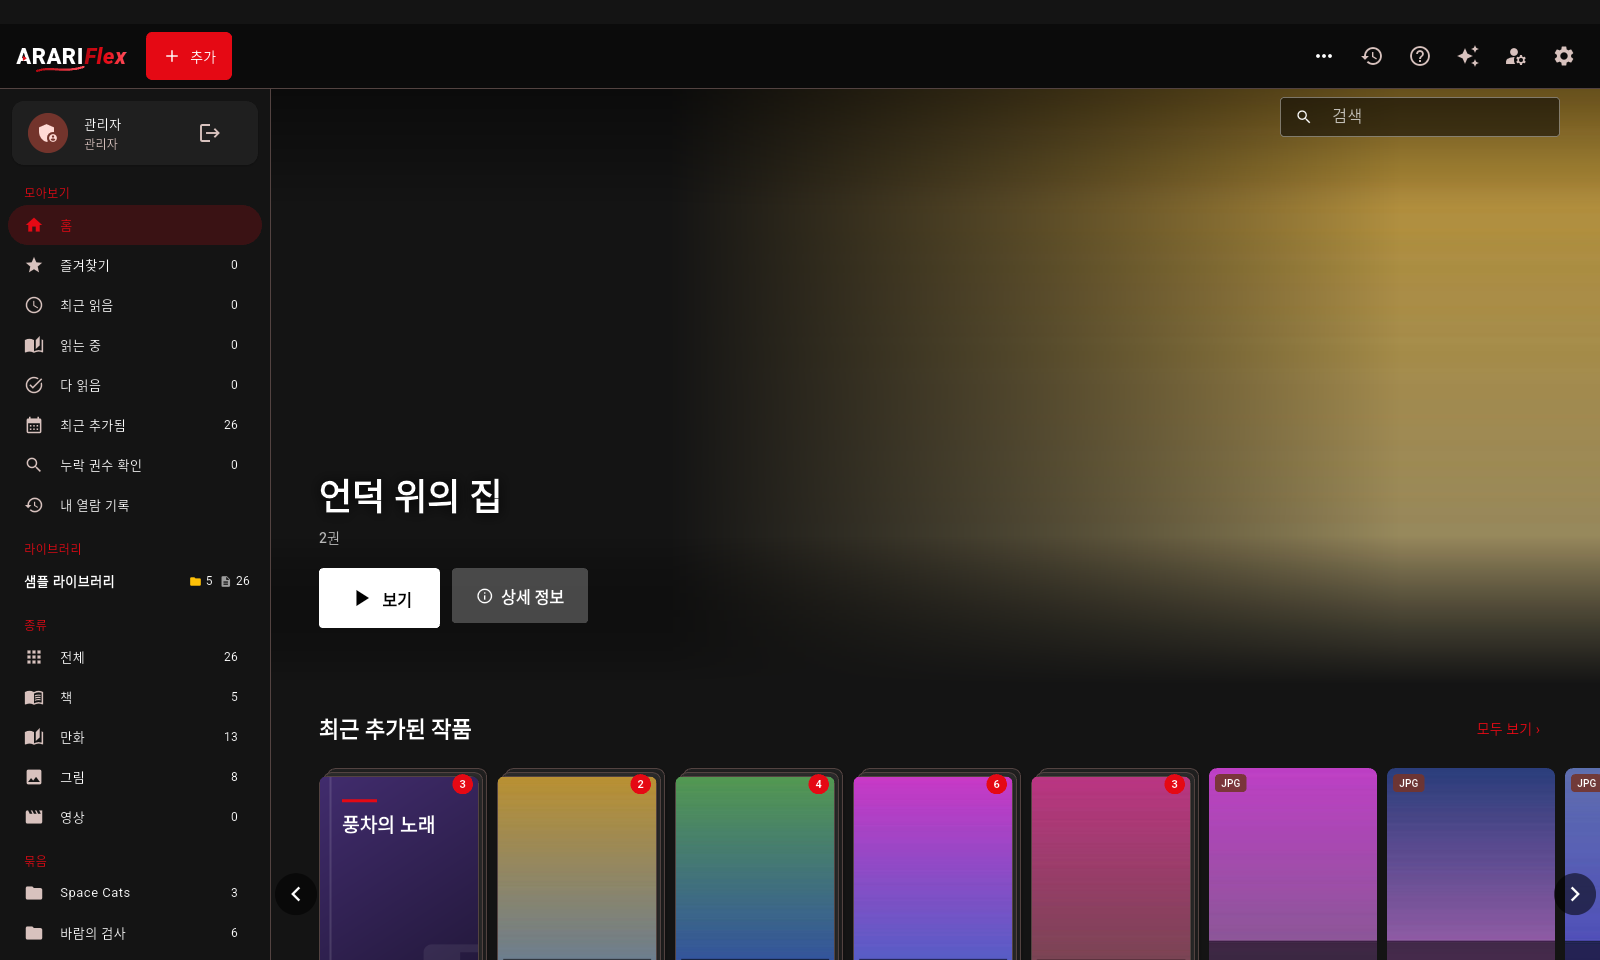 ARARIFlex
추가
검색
관리자
관리자
모아보기
홈
즐겨찾기 0
최근 읽음 0
읽는 중 0
다 읽음 0
최근 추가됨 26
누락 권수 확인 0
내 열람 기록
라이브러리
샘플 라이브러리 5 26
종류
전체 26
책 5
만화 13
그림 8
영상 0
묶음
Space Cats 3
바람의 검사 6
언덕 위의 집
2권
보기
상세 정보
최근 추가된 작품
모두 보기 ›
3
풍차의 노래
2
4
6
3
JPG
JPG
JPG